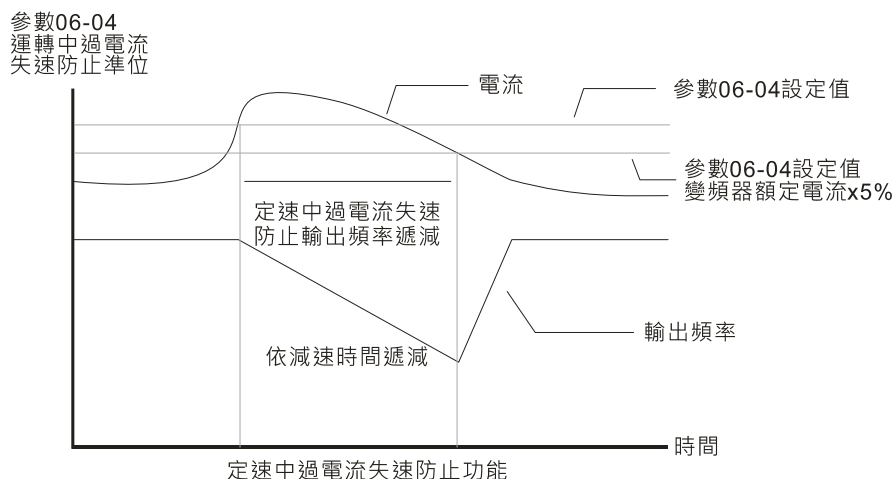 參數06-04
運轉中過電流
失速防止準位
電流
參數06-04設定值
參數06-04設定值
變頻器額定電流x5%
定速中過電流失速
防止輸出頻率遞減
輸出頻率
依減速時間遞減
時間
定速中過電流失速防止功能